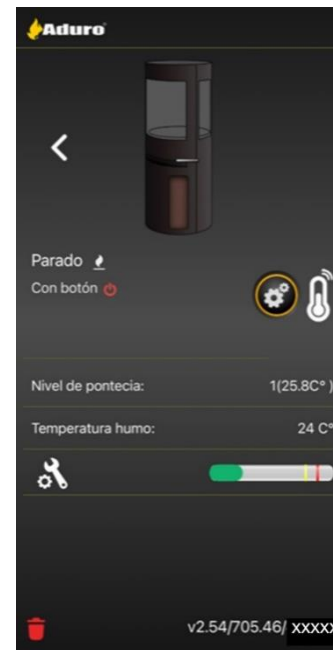 Aduro
Parado
Con botón
Nivel de pontecia: 1(25.8C° )
Temperatura humo: 24 C°
v2.54/705.46/ XXXXX